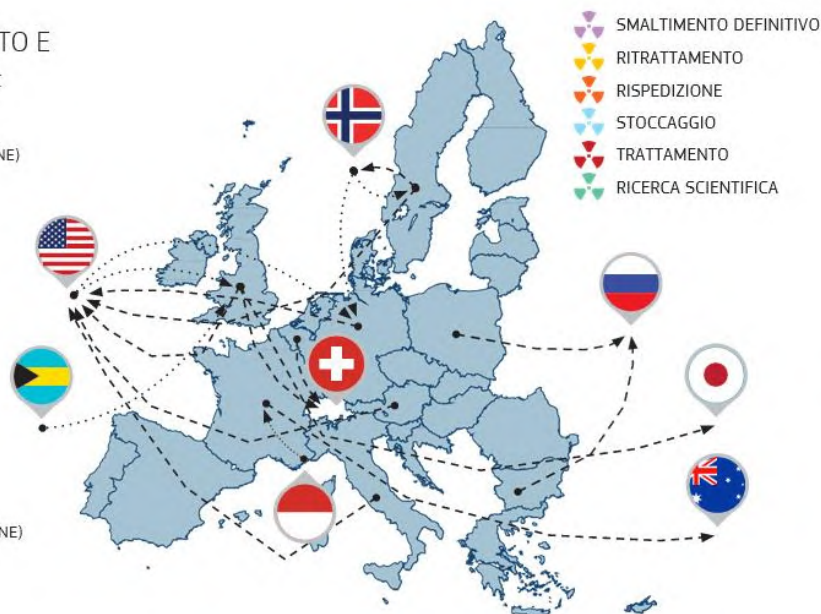 TO E
E
NE)
NE)
SMALTIMENTO DEFINITIVO
RITRATTAMENTO
RISPEDIZIONE
STOCCAGGIO
TRATTAMENTO
RICERCA SCIENTIFICA